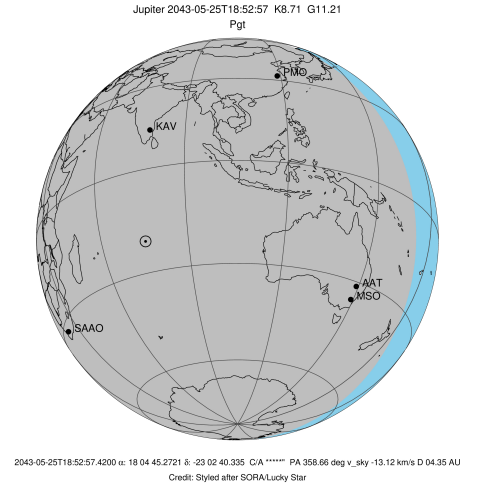 Jupiter 2043-05-25T18:52:57 K8.71 G11.21
Pgt
PMO
KAV
AAT
MSO
SAAO
2043-05-25T18:52:57.4200 α: 18 04 45.2721 δ: -23 02 40.335 C/A *****" PA 358.66 deg v_sky -13.12 km/s D 04.35 AU
Credit: Styled after SORA/Lucky Star